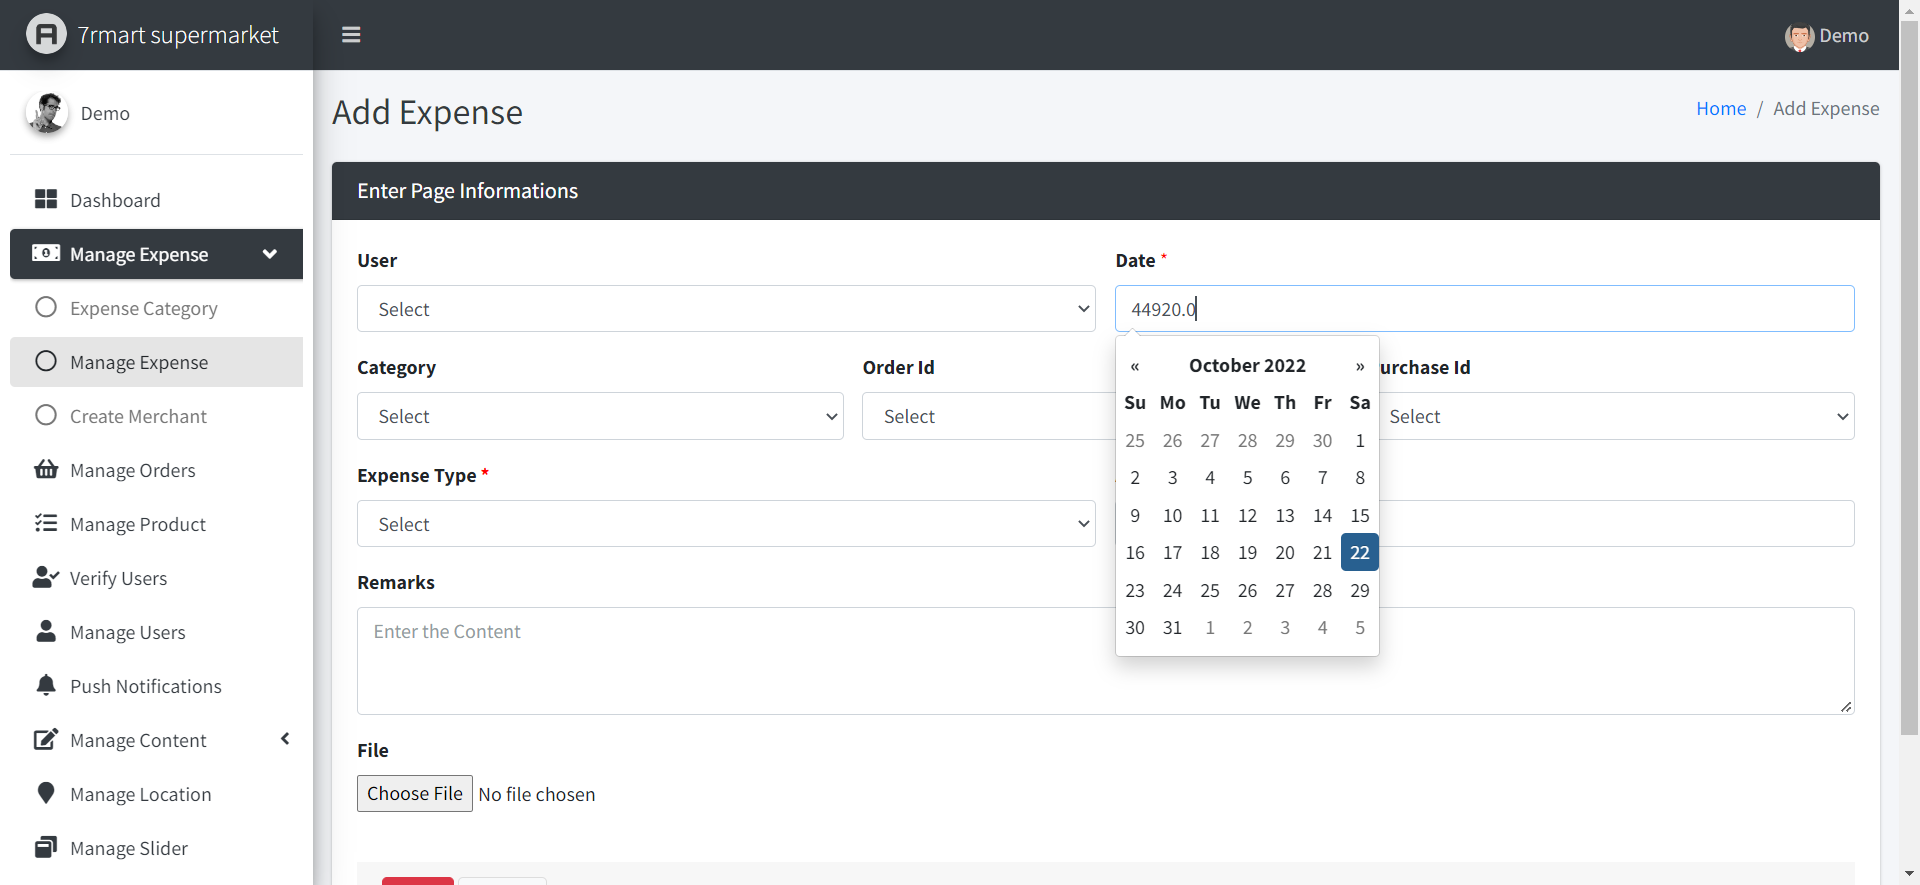 7rmart supermarket
Demo
Demo
Add Expense
Home / Add Expense
Dashboard
Manage Expense
Expense Category
Manage Expense
Create Merchant
Manage Orders
Manage Product
Verify Users
Manage Users
Push Notifications
Manage Content
Manage Location
Manage Slider
Enter Page Informations
User
Select
Date *
44920.0
« October 2022 »
Su Mo Tu We Th Fr Sa
25 26 27 28 29 30 1
2 3 4 5 6 7 8
9 10 11 12 13 14 15
16 17 18 19 20 21 22
23 24 25 26 27 28 29
30 31 1 2 3 4 5
Category
Select
Order Id
Select
urchase Id
Select
Expense Type *
Select
Remarks
Enter the Content
File
Choose File No file chosen